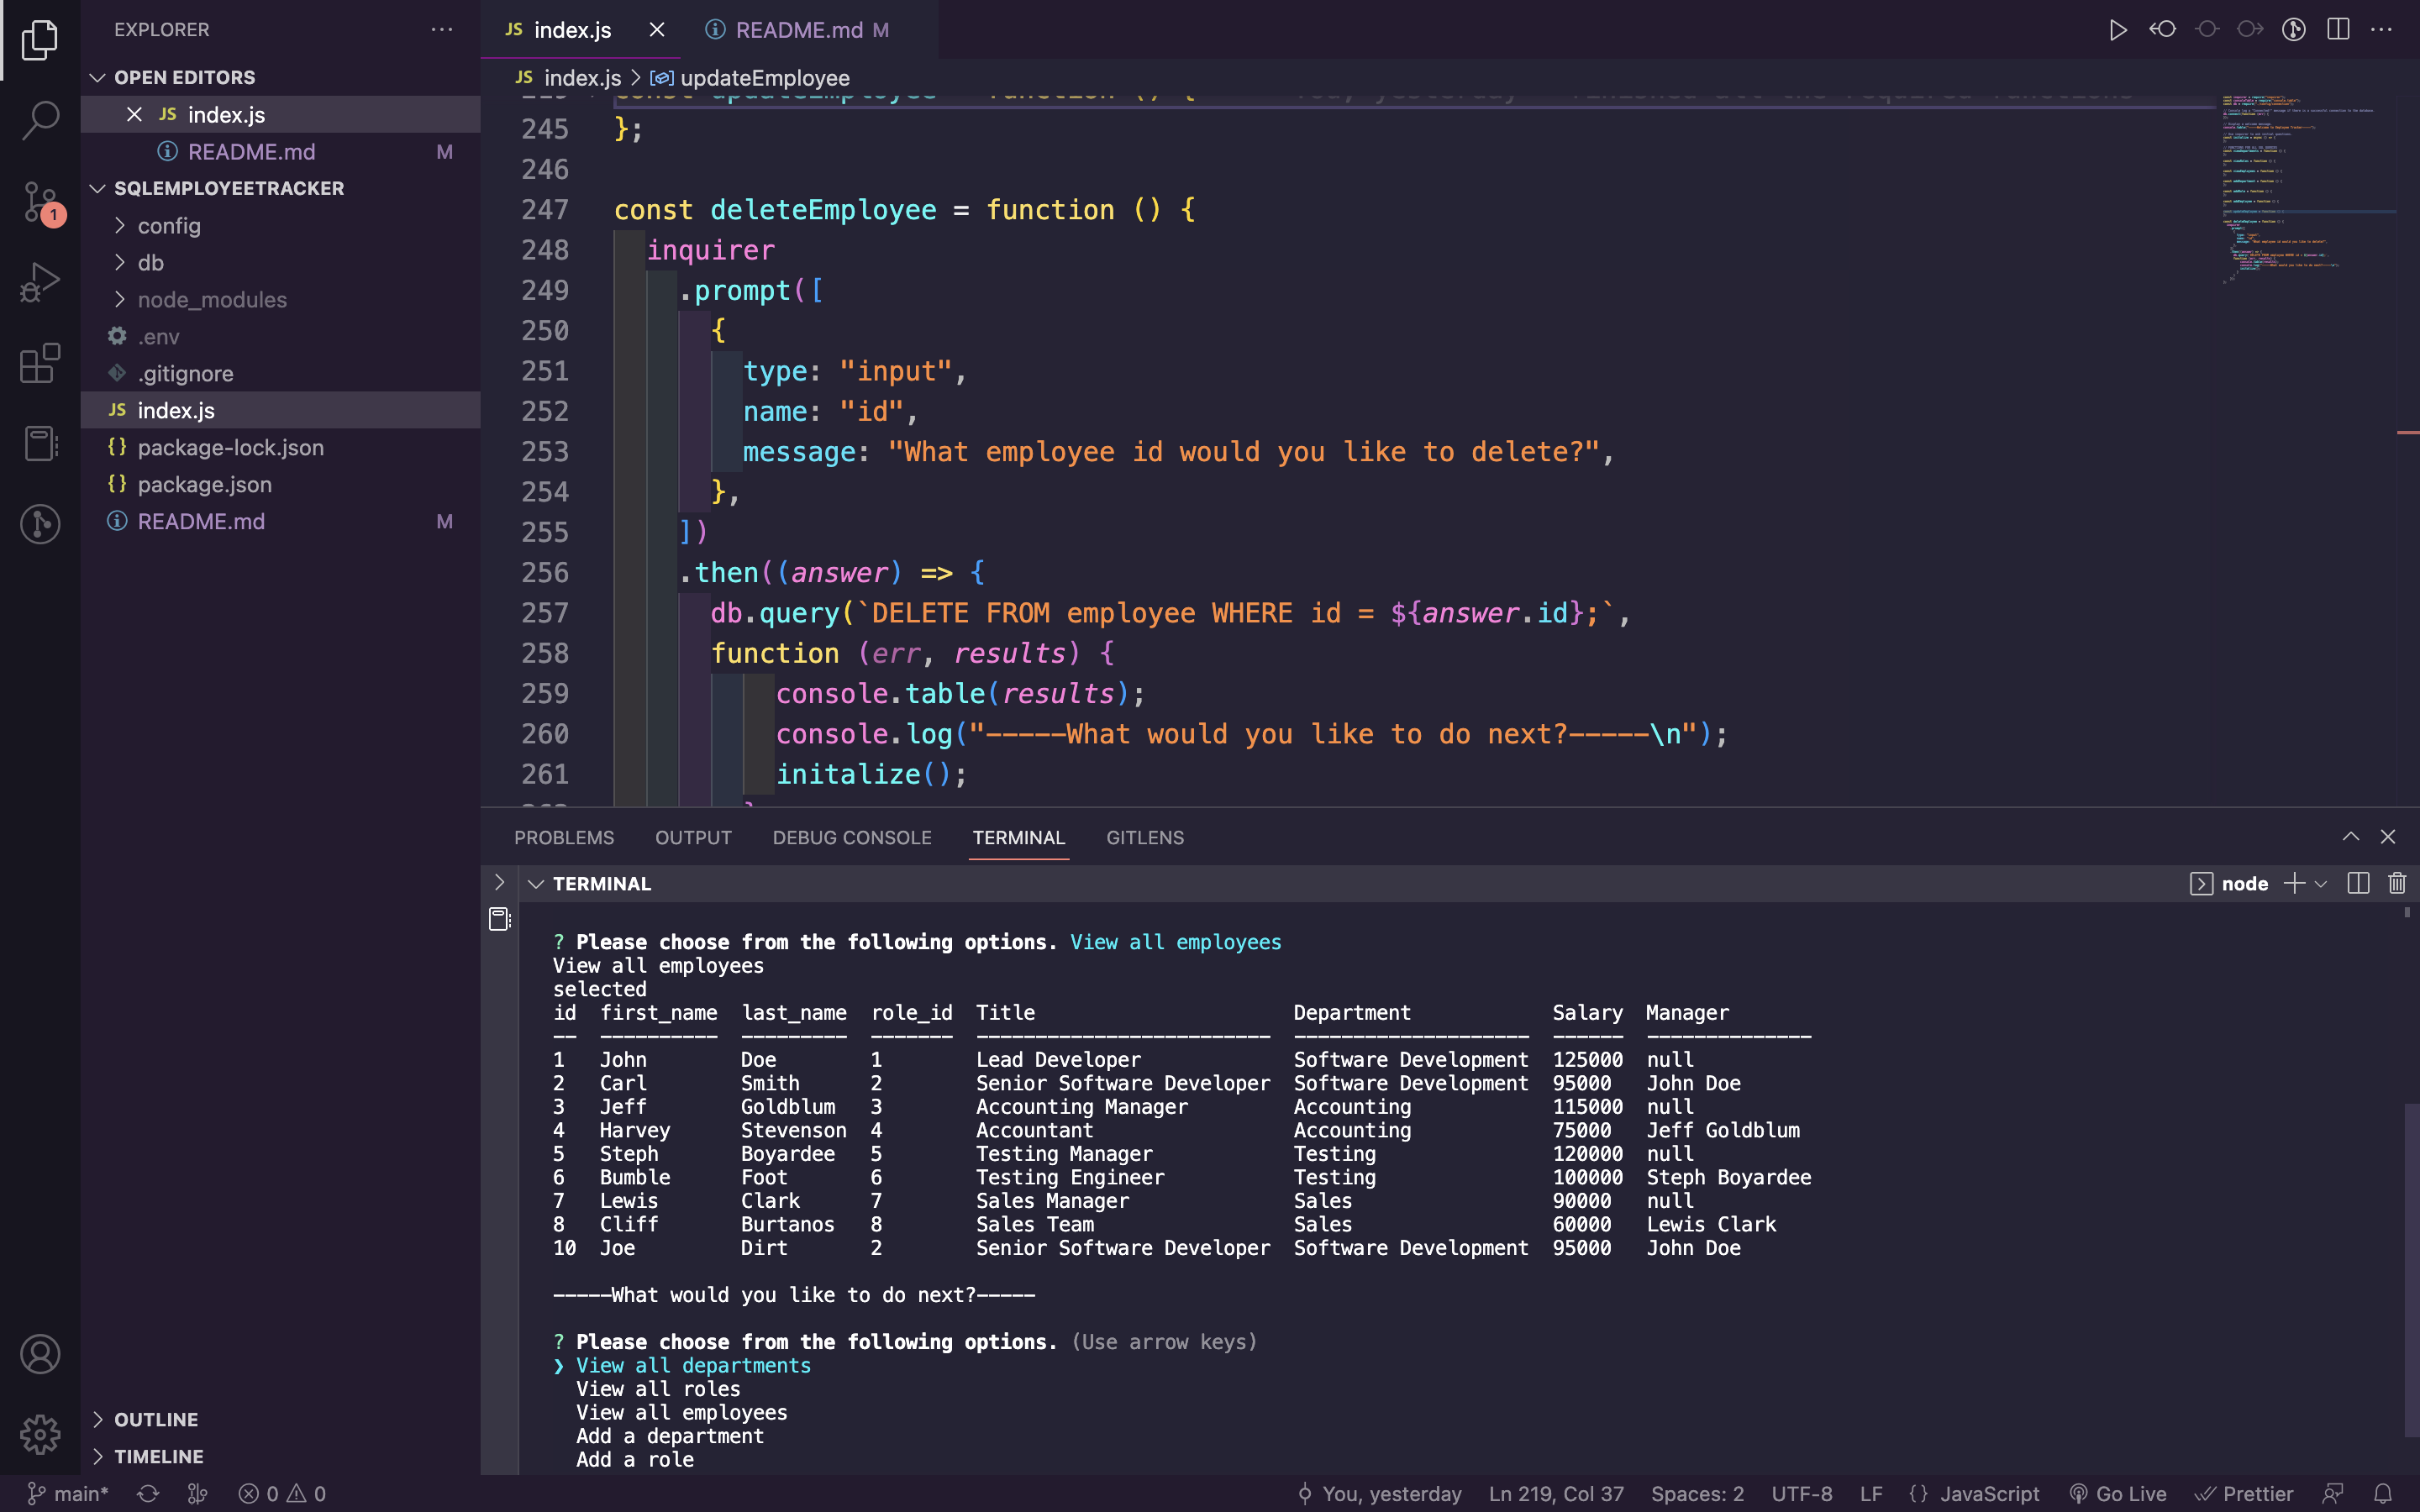 EXPLORER
OPEN EDITORS
JS index.js
README.md M
SQLEMPLOYEETRACKER
config
db
node_modules
.env
.gitignore
JS index.js
{} package-lock.json
{} package.json
README.md M
OUTLINE
TIMELINE
1
JS index.js
README.md M
JS index.js > updateEmployee
245 };
246
247 const deleteEmployee = function () {
248 inquirer
249 .prompt([
250 {
251 type: "input",
252 name: "id",
253 message: "What employee id would you like to delete?",
254 },
255 ])
256 .then((answer) => {
257 db.query(`DELETE FROM employee WHERE id = ${answer.id};`,
258 function (err, results) {
259 console.table(results);
260 console.log("-----What would you like to do next?-----\n");
261 initalize();
PROBLEMS OUTPUT DEBUG CONSOLE TERMINAL GITLENS
TERMINAL
node
? Please choose from the following options. View all employees
View all employees
selected
id first_name last_name role_id Title Department Salary Manager
-- ---------- --------- ------- ------------------------- -------------------- ------ --------------
1 John Doe 1 Lead Developer Software Development 125000 null
2 Carl Smith 2 Senior Software Developer Software Development 95000 John Doe
3 Jeff Goldblum 3 Accounting Manager Accounting 115000 null
4 Harvey Stevenson 4 Accountant Accounting 75000 Jeff Goldblum
5 Steph Boyardee 5 Testing Manager Testing 120000 null
6 Bumble Foot 6 Testing Engineer Testing 100000 Steph Boyardee
7 Lewis Clark 7 Sales Manager Sales 90000 null
8 Cliff Burtanos 8 Sales Team Sales 60000 Lewis Clark
10 Joe Dirt 2 Senior Software Developer Software Development 95000 John Doe
-----What would you like to do next?-----
? Please choose from the following options. (Use arrow keys)
❯ View all departments
View all roles
View all employees
Add a department
Add a role
main* 0 0 You, yesterday Ln 219, Col 37 Spaces: 2 UTF-8 LF {} JavaScript Go Live Prettier